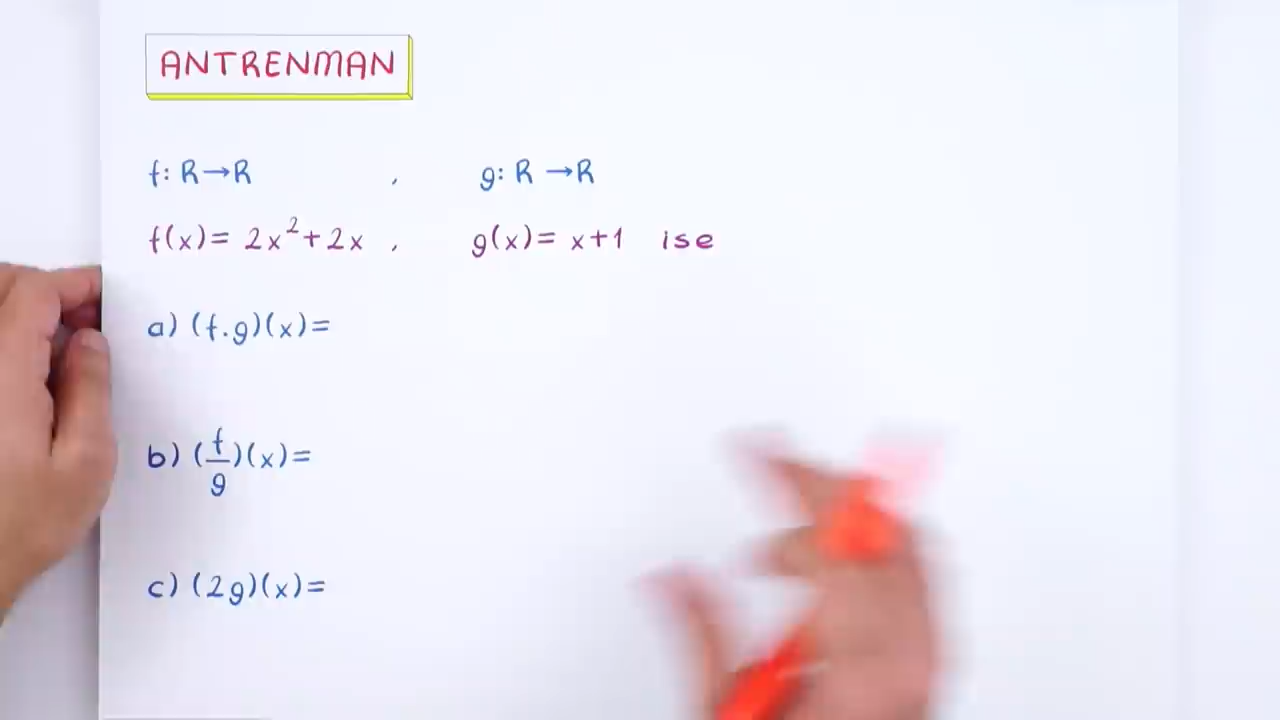 ANTRENMAN
f: R→R , g: R→R
f(x)= 2x²+2x , g(x)= x+1 ise
a) (f.g)(x)=
b) (f/g)(x)=
c) (2g)(x)=